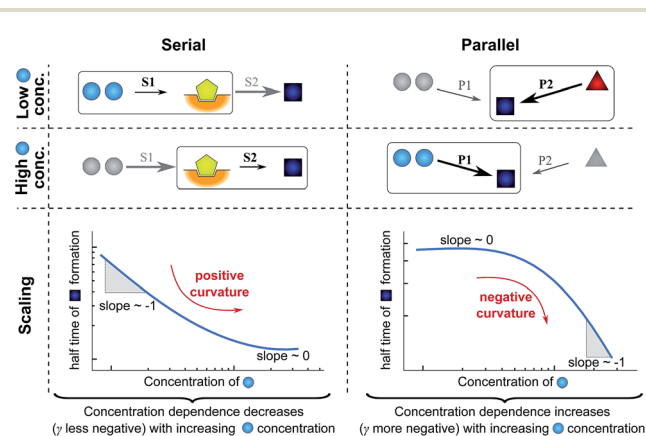 Serial
Parallel
Low
conc.
S1
S2
P1
P2
High
conc.
S1
S2
P1
P2
Scaling
half time of formation
positive
curvature
slope ~ -1
slope ~ 0
Concentration of
half time of formation
slope ~ 0
negative
curvature
slope ~ -1
Concentration of
Concentration dependence decreases
(γ less negative) with increasing concentration
Concentration dependence increases
(γ more negative) with increasing concentration